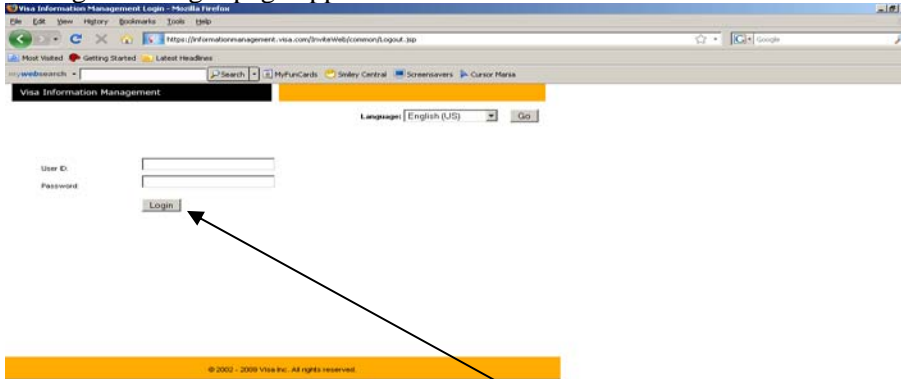 Visa Information Management Login - Mozilla Firefox
File Edit View History Bookmarks Tools Help
https://informationmanagement.visa.com/InviteWeb/common/Logout.jsp
Google
Most Visited Getting Started Latest Headlines
mywebsearch Search MyFunCards Smiley Central Screensavers Cursor Mania
Visa Information Management
Language: English (US) Go
User ID:
Password:
Login
© 2002 - 2009 Visa Inc. All rights reserved.